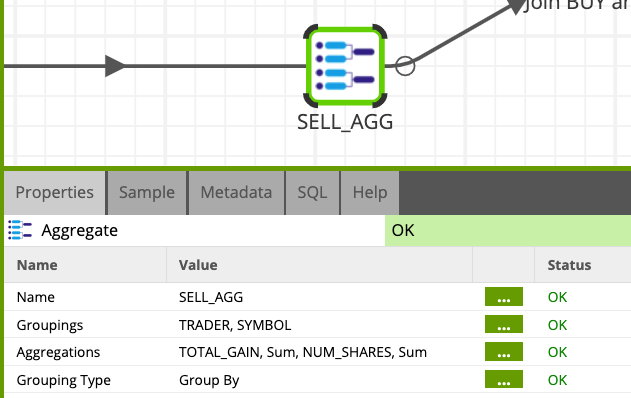 Join BUY ar
SELL_AGG
Properties Sample Metadata SQL Help
Aggregate OK
Name Value Status
Name SELL_AGG ... OK
Groupings TRADER, SYMBOL ... OK
Aggregations TOTAL_GAIN, Sum, NUM_SHARES, Sum ... OK
Grouping Type Group By ... OK